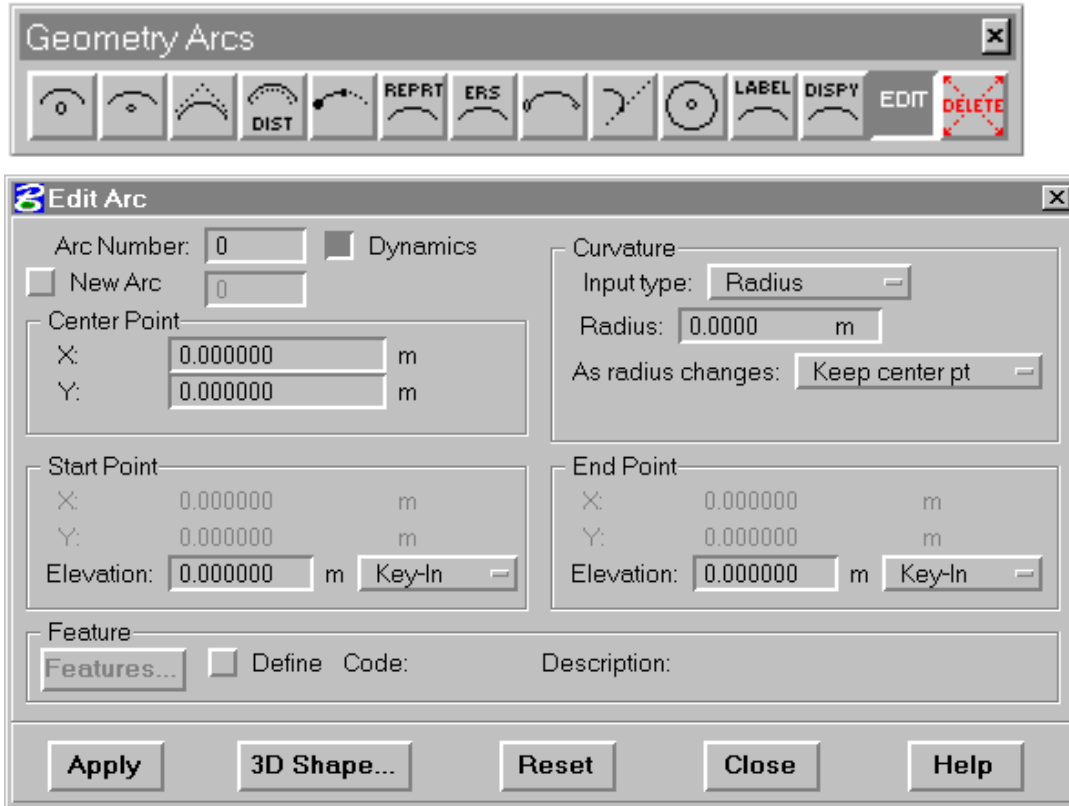 Geometry Arcs
0 DIST REPRT ERS LABEL DISPY EDIT DELETE
Edit Arc
Arc Number: 0 Dynamics
New Arc 0
Center Point
X: 0.000000 m
Y: 0.000000 m
Curvature
Input type: Radius
Radius: 0.0000 m
As radius changes: Keep center pt
Start Point
X: 0.000000 m
Y: 0.000000 m
Elevation: 0.000000 m Key-In
End Point
X: 0.000000 m
Y: 0.000000 m
Elevation: 0.000000 m Key-In
Feature
Features... Define Code: Description:
Apply 3D Shape... Reset Close Help